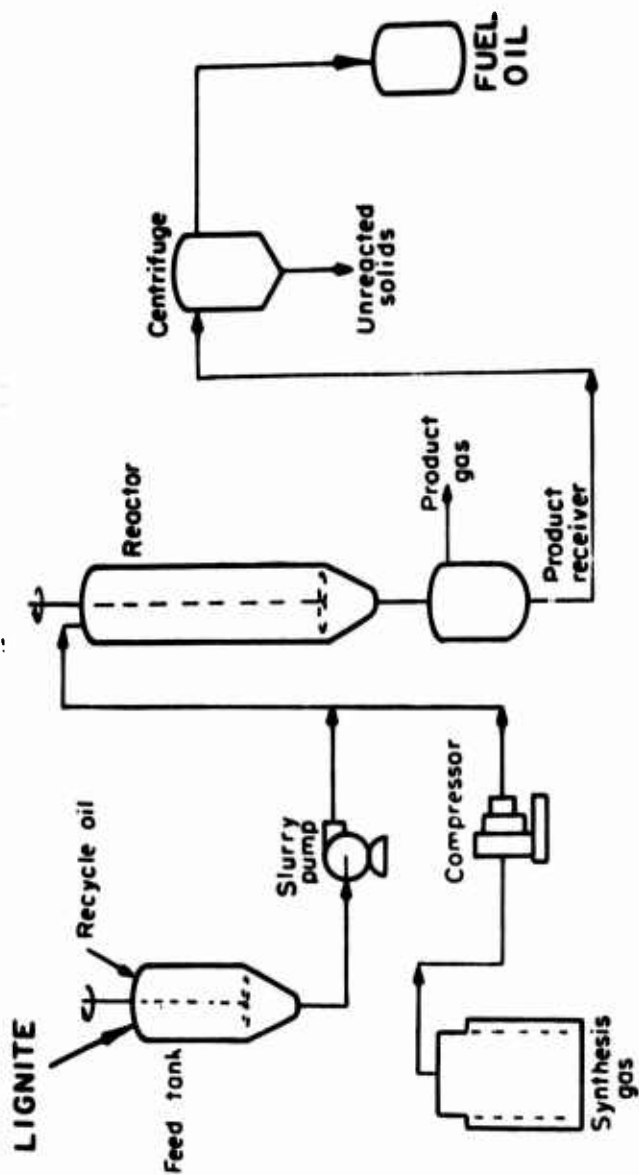 LIGNITE
Recycle oil
Feed tank
Slurry
pump
Synthesis
gas
Compressor
Reactor
Product
gas
Product
receiver
Centrifuge
Unreacted
solids
FUEL
OIL